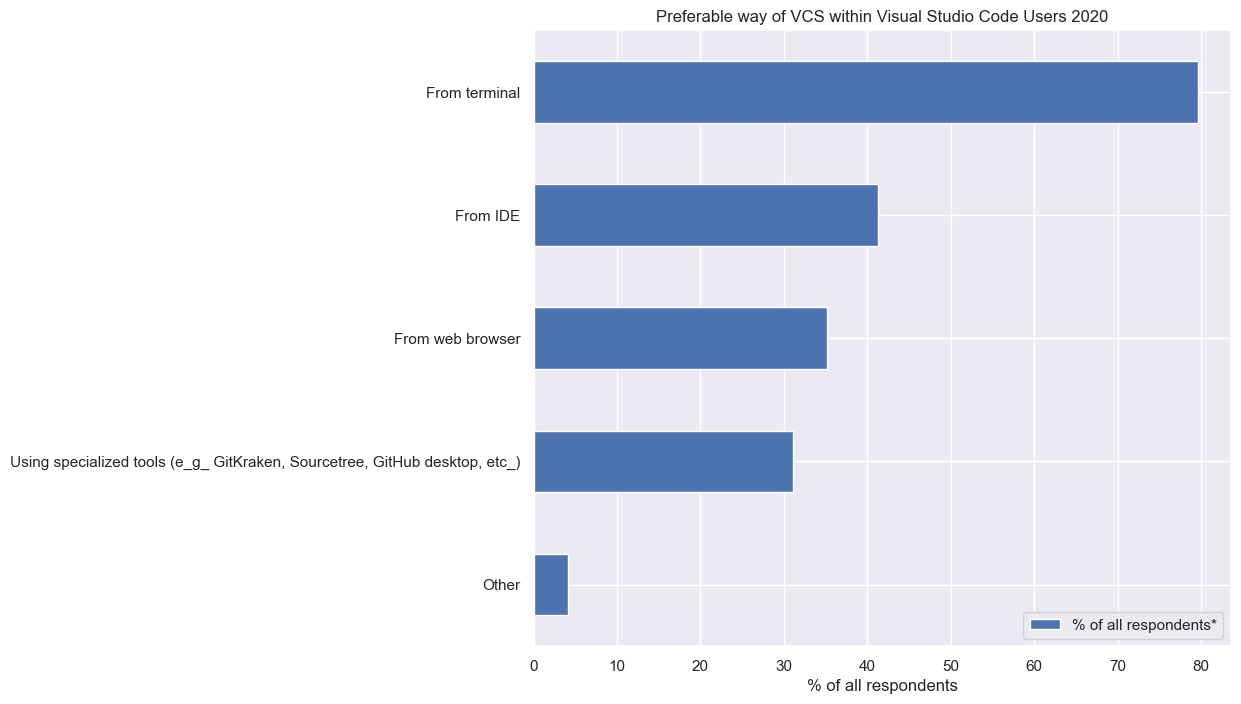 Preferable way of VCS within Visual Studio Code Users 2020
From terminal
From IDE
From web browser
Using specialized tools (e_g_ GitKraken, Sourcetree, GitHub desktop, etc_)
Other
% of all respondents*
0 10 20 30 40 50 60 70 80
% of all respondents